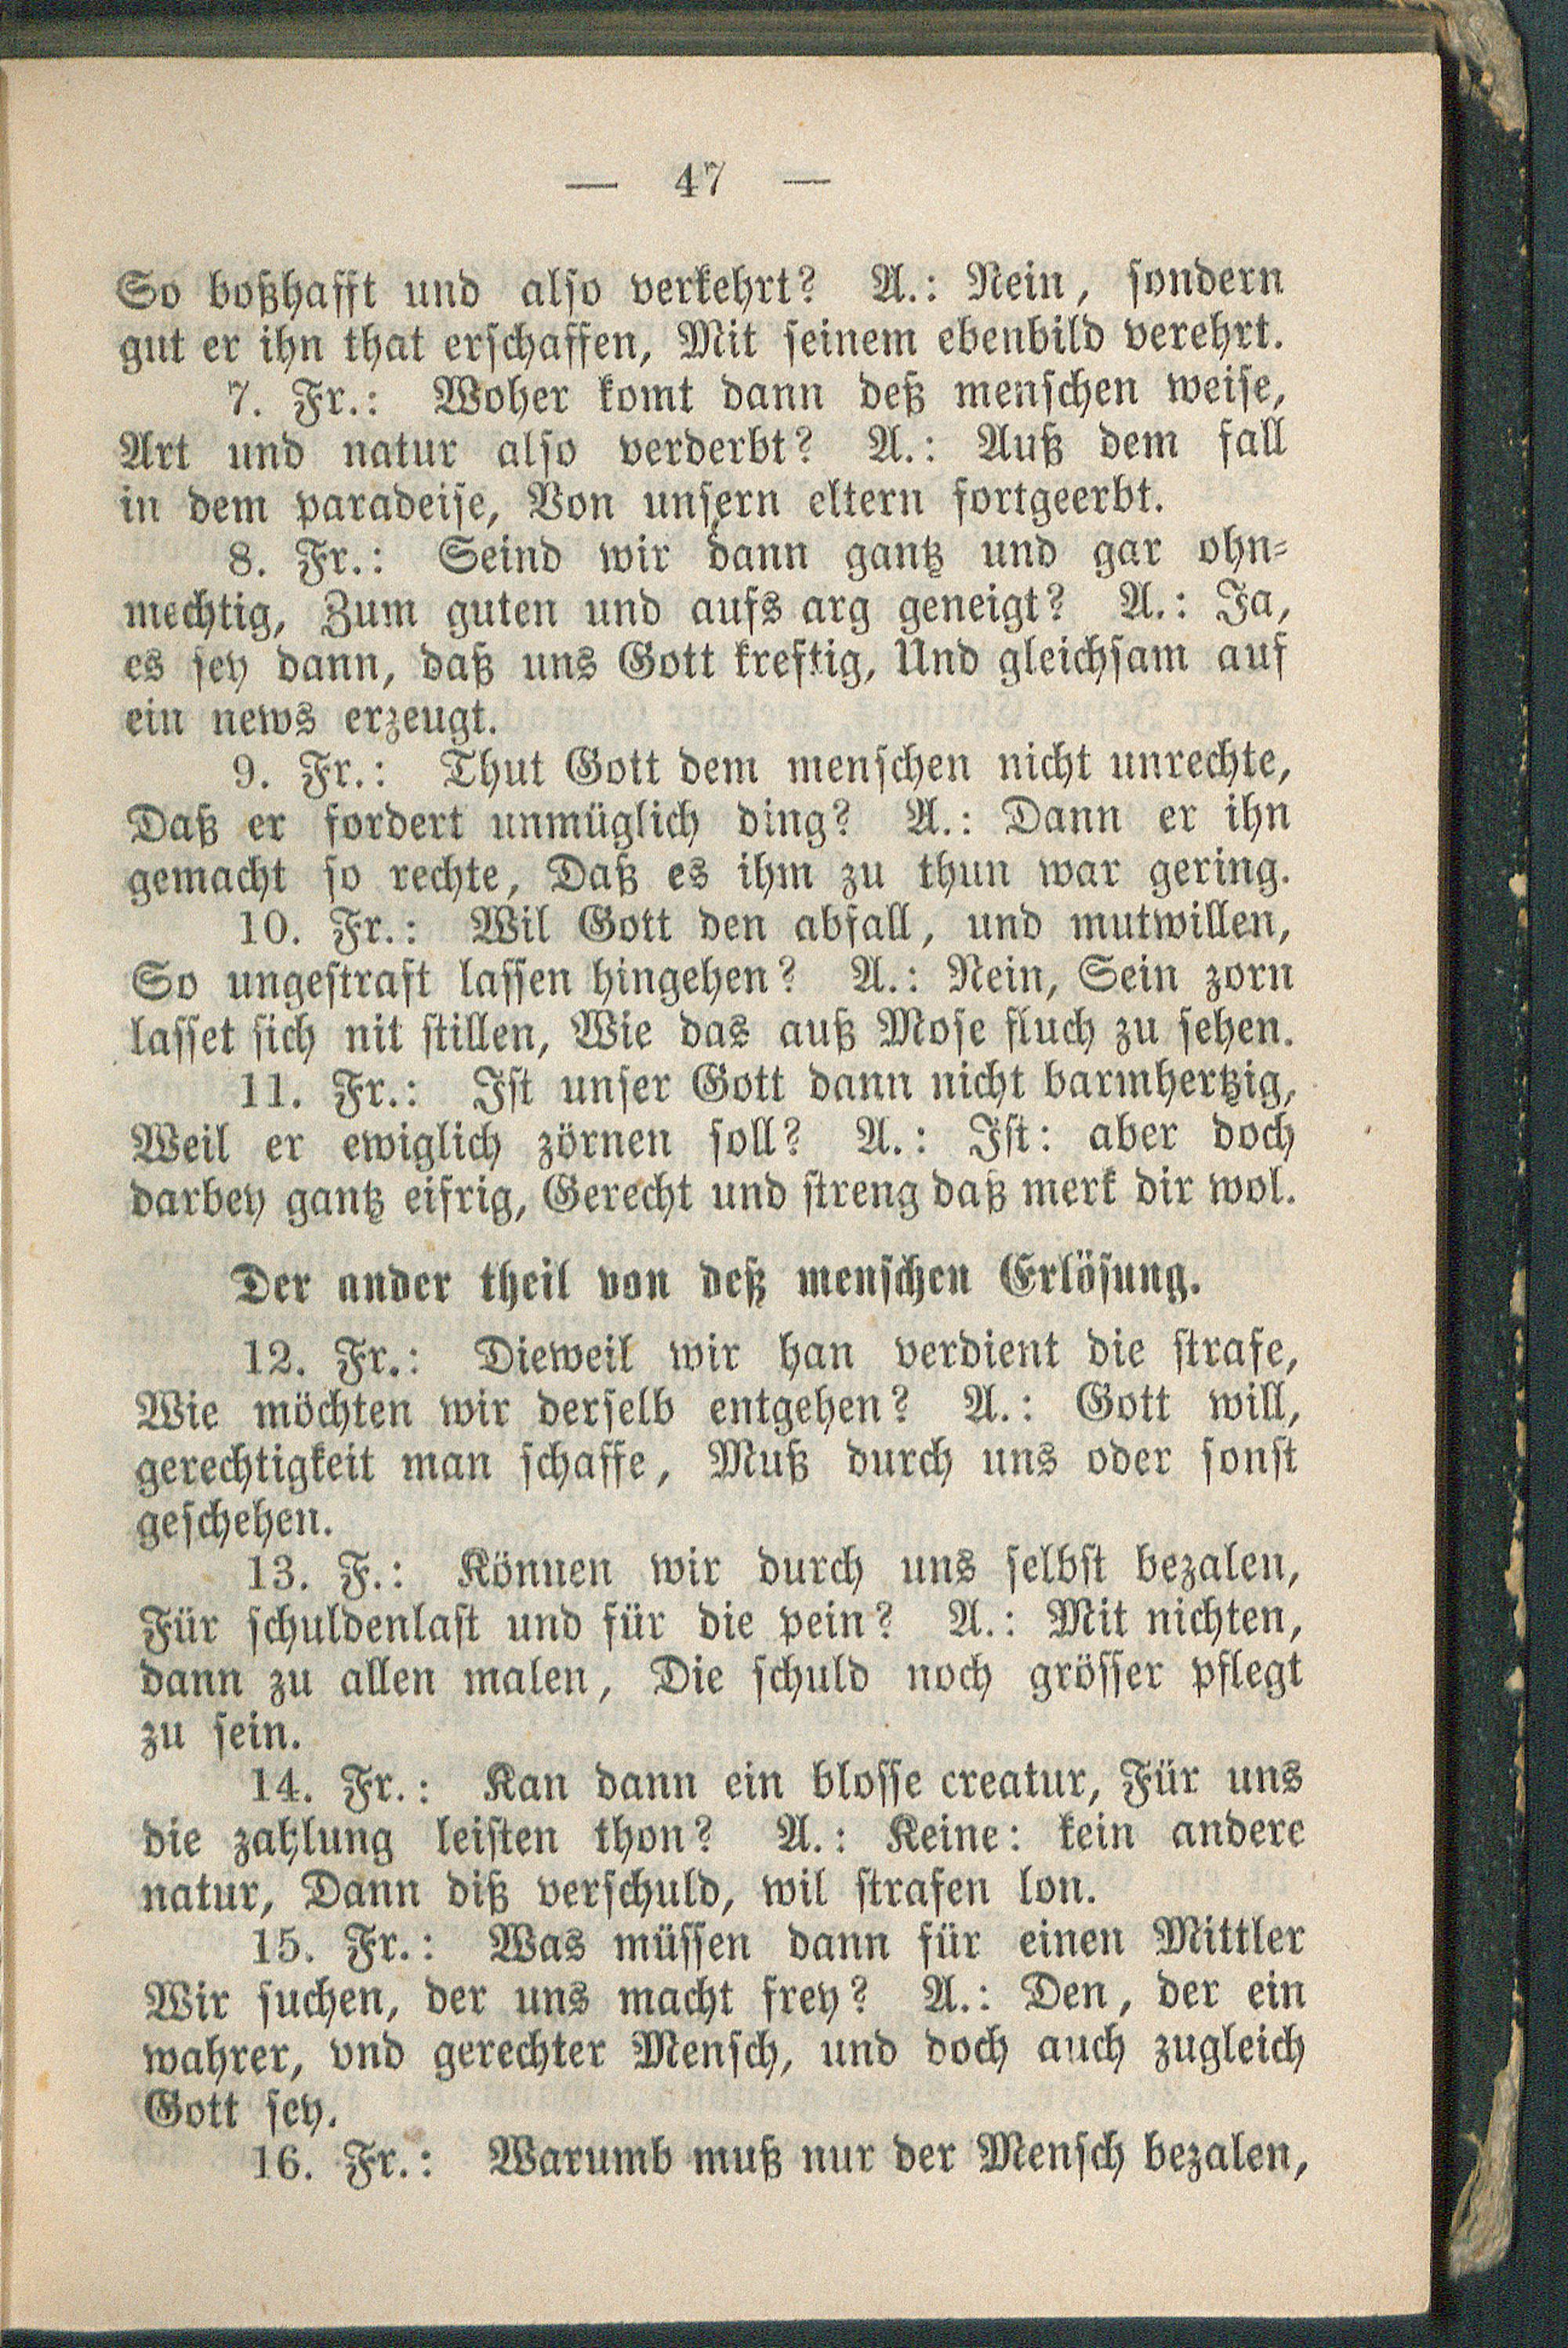 — 47 —
So boßhafft und also verkehrt? A.: Nein, sondern
gut er ihn that erschaffen, Mit seinem ebenbild verehrt.
7. Fr.: Woher komt dann deß menschen weise,
Art und natur also verderbt? A.: Auß dem fall
in dem paradeise, Von unsern eltern fortgeerbt.
8. Fr.: Seind wir dann gantz und gar ohn-
mechtig, Zum guten und aufs arg geneigt? A.: Ja,
es sey dann, daß uns Gott kreftig, Und gleichsam auf
ein news erzeugt.
9. Fr.: Thut Gott dem menschen nicht unrechte,
Daß er fordert unmüglich ding? A.: Dann er ihn
gemacht so rechte, Daß es ihm zu thun war gering.
10. Fr.: Wil Gott den abfall, und mutwillen,
So ungestraft lassen hingehen? A.: Nein, Sein zorn
lasset sich nit stillen, Wie das auß Mose fluch zu sehen.
11. Fr.: Ist unser Gott dann nicht barmhertzig,
Weil er ewiglich zörnen soll? A.: Ist: aber doch
darbey gantz eifrig, Gerecht und streng daß merk dir wol.
Der ander theil von deß menschen Erlösung.
12. Fr.: Dieweil wir han verdient die strafe,
Wie möchten wir derselb entgehen? A.: Gott will,
gerechtigkeit man schaffe, Muß durch uns oder sonst
geschehen.
13. F.: Können wir durch uns selbst bezalen,
Für schuldenlast und für die pein? A.: Mit nichten,
dann zu allen malen, Die schuld noch grösser pflegt
zu sein.
14. Fr.: Kan dann ein blosse creatur, Für uns
die zahlung leisten thon? A.: Keine: kein andere
natur, Dann diß verschuld, wil strafen lon.
15. Fr.: Was müssen dann für einen Mittler
Wir suchen, der uns macht frey? A.: Den, der ein
wahrer, vnd gerechter Mensch, und doch auch zugleich
Gott sey.
16. Fr.: Warumb muß nur der Mensch bezalen,